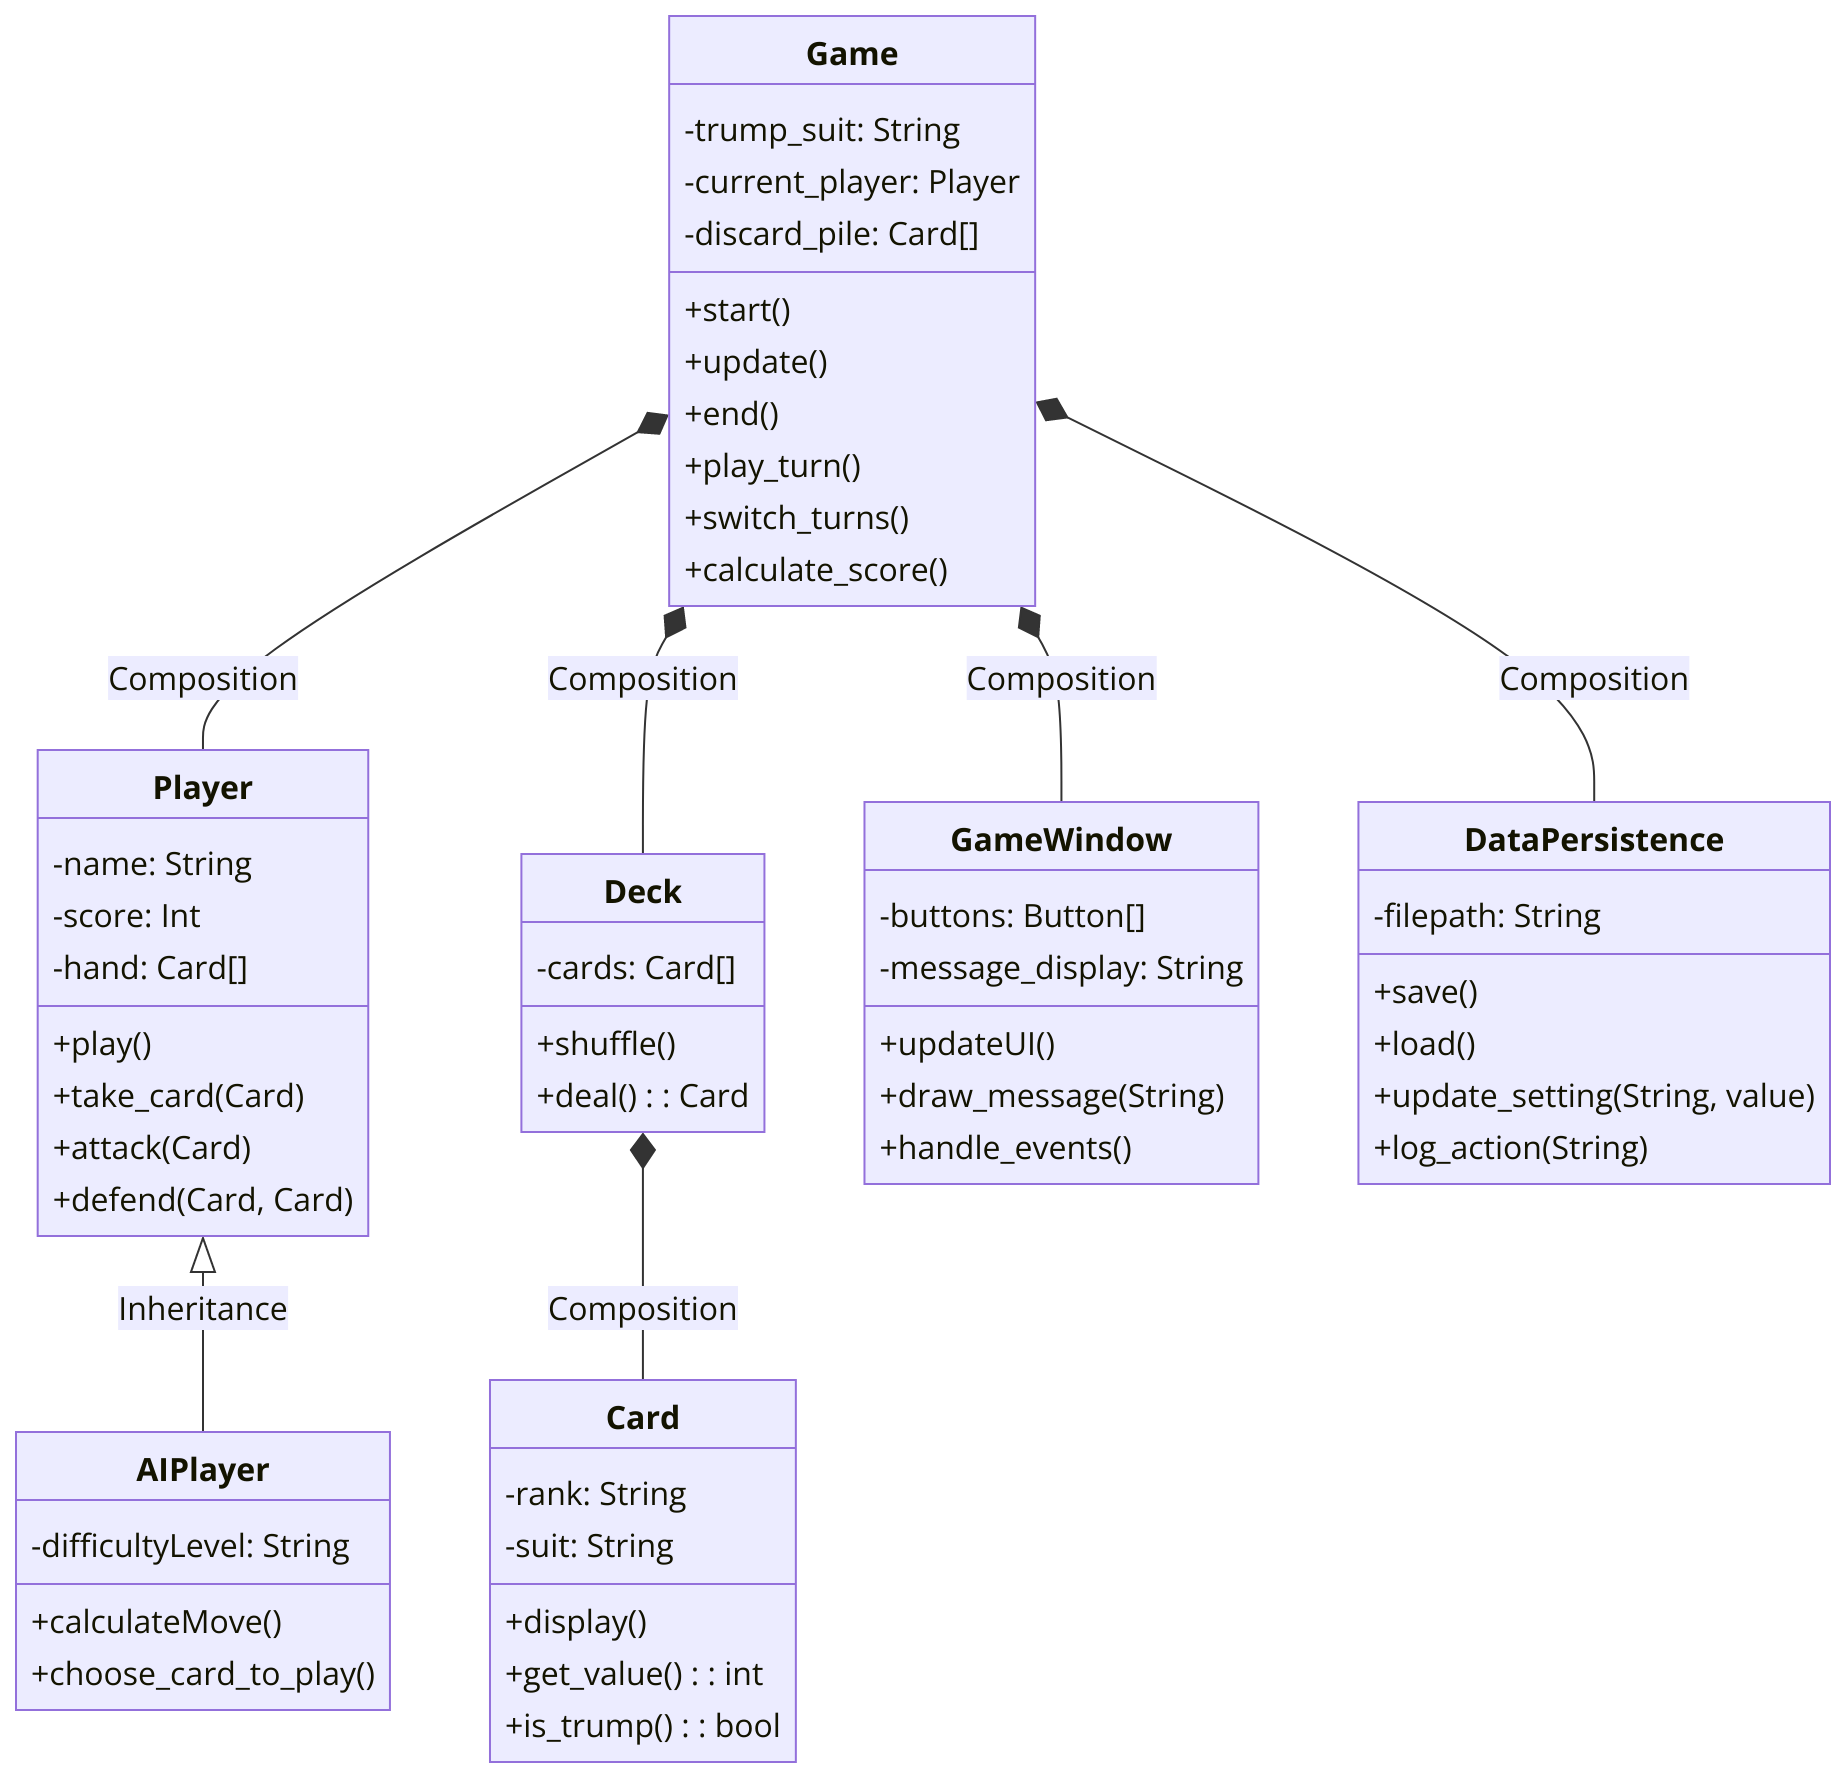 Game
-trump_suit: String
-current_player: Player
-discard_pile: Card[]
+start()
+update()
+end()
+play_turn()
+switch_turns()
+calculate_score()
Composition
Composition
Composition
Composition
Player
-name: String
-score: Int
-hand: Card[]
+play()
+take_card(Card)
+attack(Card)
+defend(Card, Card)
Deck
-cards: Card[]
+shuffle()
+deal() : : Card
GameWindow
-buttons: Button[]
-message_display: String
+updateUI()
+draw_message(String)
+handle_events()
DataPersistence
-filepath: String
+save()
+load()
+update_setting(String, value)
+log_action(String)
Inheritance
Composition
AIPlayer
-difficultyLevel: String
+calculateMove()
+choose_card_to_play()
Card
-rank: String
-suit: String
+display()
+get_value() : : int
+is_trump() : : bool